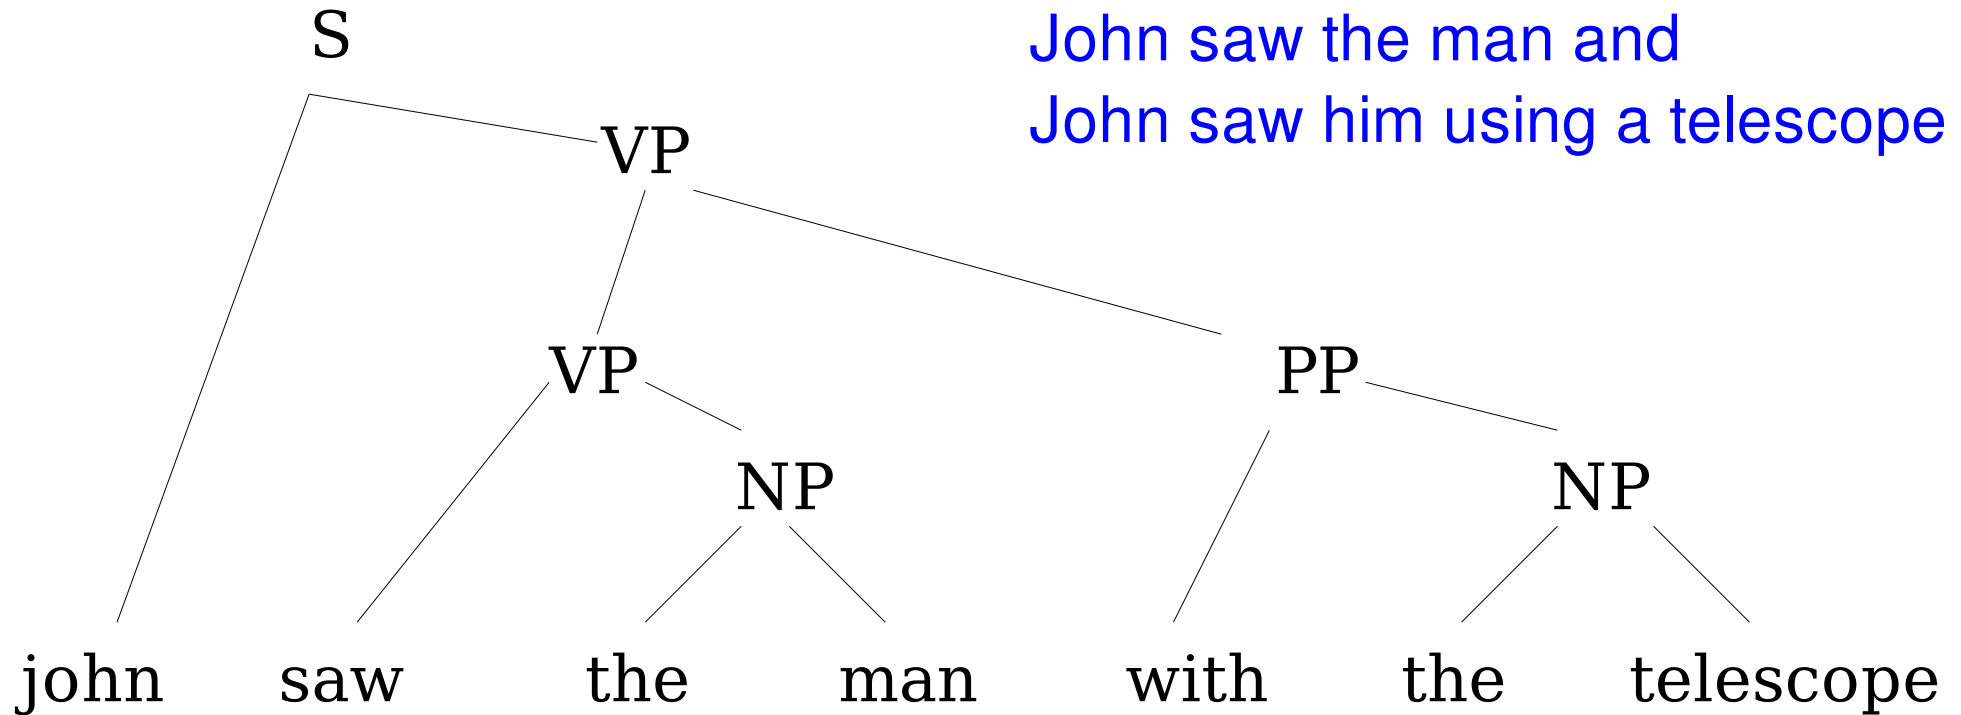 S
John saw the man and
John saw him using a telescope
VP
VP PP
NP NP
john saw the man with the telescope